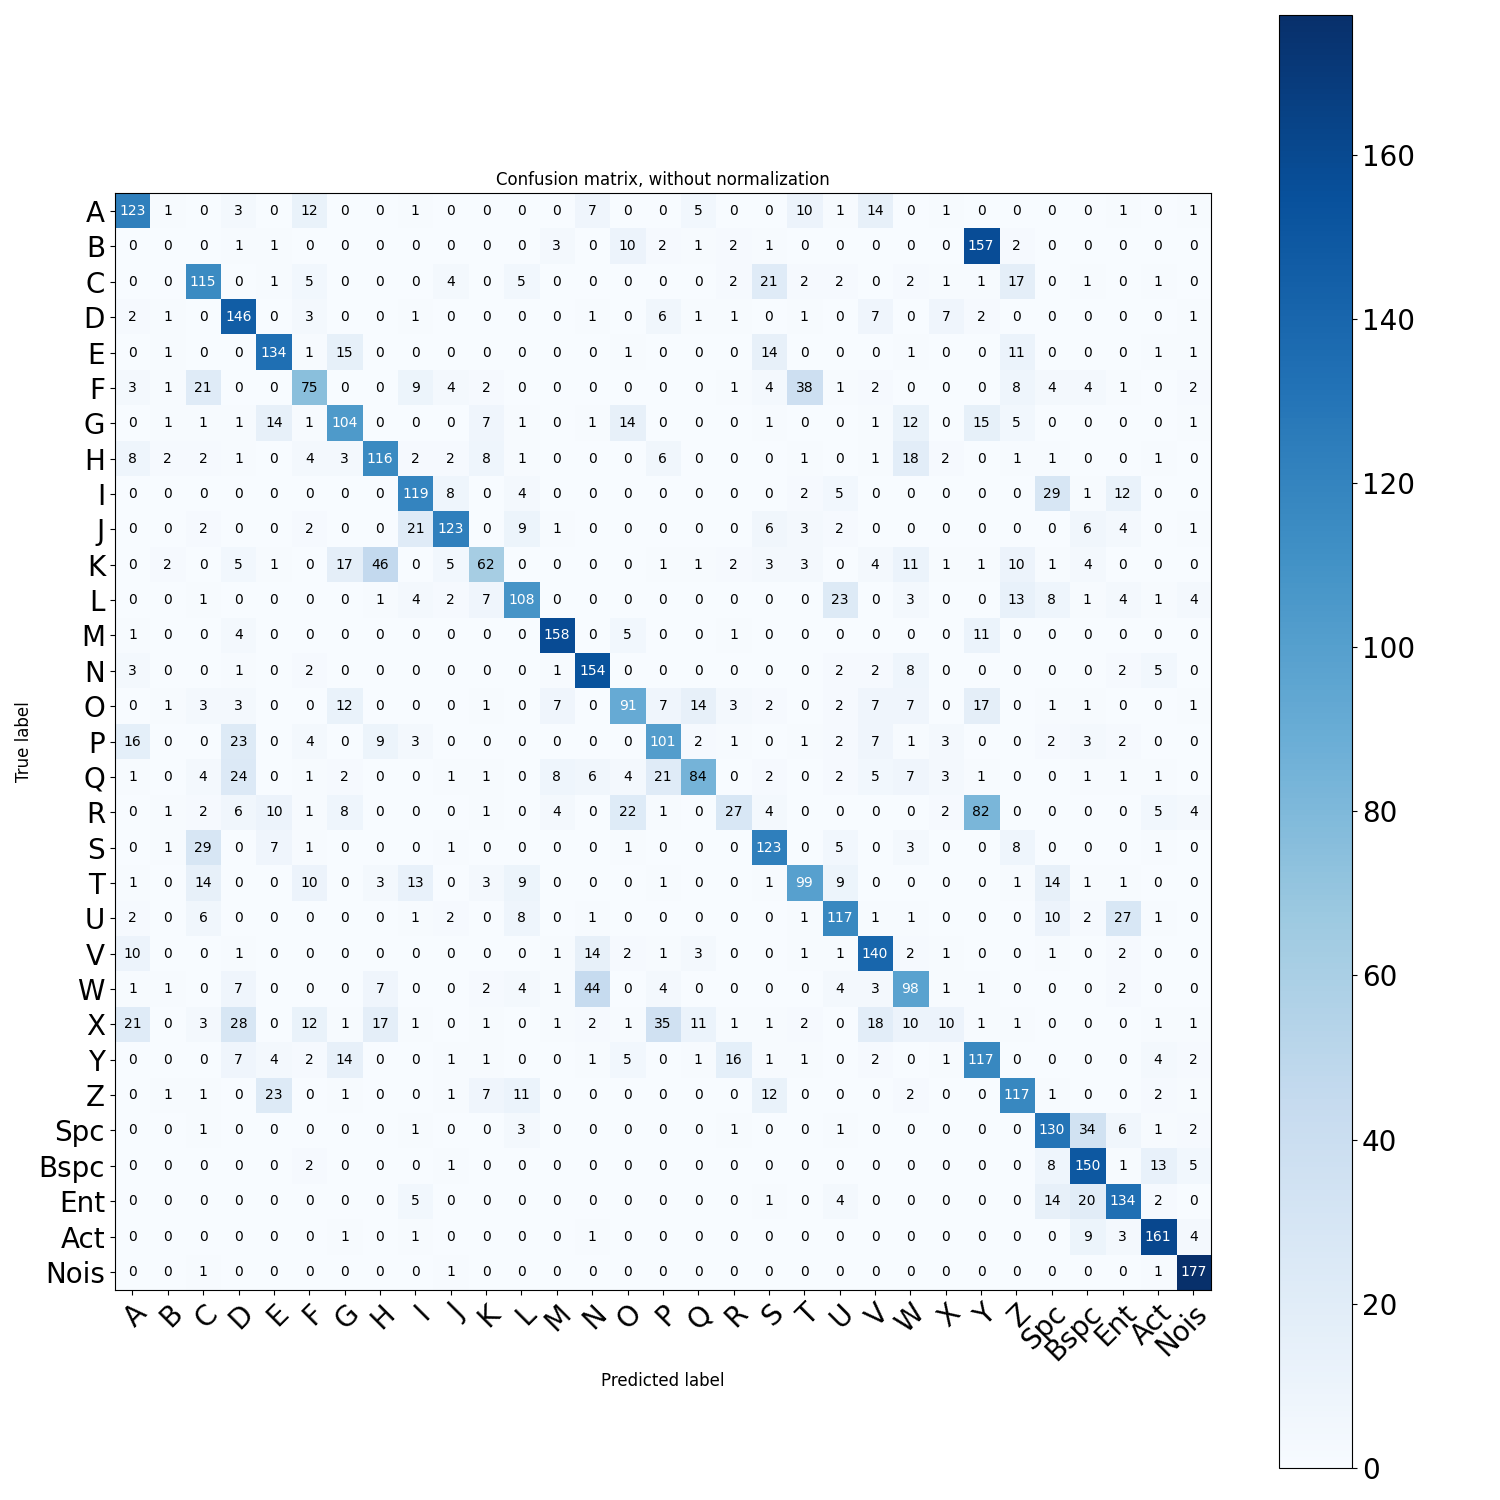 Confusion matrix, without normalization
A 123 1 0 3 0 12 0 0 1 0 0 0 0 7 0 0 5 0 0 10 1 14 0 1 0 0 0 0 1 0 1
B 0 0 0 1 1 0 0 0 0 0 0 0 3 0 10 2 1 2 1 0 0 0 0 0 157 2 0 0 0 0 0
C 0 0 115 0 1 5 0 0 0 4 0 5 0 0 0 0 0 2 21 2 2 0 2 1 1 17 0 1 0 1 0
D 2 1 0 146 0 3 0 0 1 0 0 0 0 1 0 6 1 1 0 1 0 7 0 7 2 0 0 0 0 0 1
E 0 1 0 0 134 1 15 0 0 0 0 0 0 0 1 0 0 0 14 0 0 0 1 0 0 11 0 0 0 1 1
F 3 1 21 0 0 75 0 0 9 4 2 0 0 0 0 0 0 1 4 38 1 2 0 0 0 8 4 4 1 0 2
G 0 1 1 1 14 1 104 0 0 0 7 1 0 1 14 0 0 0 1 0 0 1 12 0 15 5 0 0 0 0 1
H 8 2 2 1 0 4 3 116 2 2 8 1 0 0 0 6 0 0 0 1 0 1 18 2 0 1 1 0 0 1 0
I 0 0 0 0 0 0 0 0 119 8 0 4 0 0 0 0 0 0 0 2 5 0 0 0 0 0 29 1 12 0 0
J 0 0 2 0 0 2 0 0 21 123 0 9 1 0 0 0 0 0 6 3 2 0 0 0 0 0 0 6 4 0 1
K 0 2 0 5 1 0 17 46 0 5 62 0 0 0 0 1 1 2 3 3 0 4 11 1 1 10 1 4 0 0 0
L 0 0 1 0 0 0 0 1 4 2 7 108 0 0 0 0 0 0 0 0 23 0 3 0 0 13 8 1 4 1 4
M 1 0 0 4 0 0 0 0 0 0 0 0 158 0 5 0 0 1 0 0 0 0 0 0 11 0 0 0 0 0 0
N 3 0 0 1 0 2 0 0 0 0 0 0 1 154 0 0 0 0 0 0 2 2 8 0 0 0 0 0 2 5 0
O 0 1 3 3 0 0 12 0 0 0 1 0 7 0 91 7 14 3 2 0 2 7 7 0 17 0 1 1 0 0 1
P 16 0 0 23 0 4 0 9 3 0 0 0 0 0 0 101 2 1 0 1 2 7 1 3 0 0 2 3 2 0 0
Q 1 0 4 24 0 1 2 0 0 1 1 0 8 6 4 21 84 0 2 0 2 5 7 3 1 0 0 1 1 1 0
R 0 1 2 6 10 1 8 0 0 0 1 0 4 0 22 1 0 27 4 0 0 0 0 2 82 0 0 0 0 5 4
S 0 1 29 0 7 1 0 0 0 1 0 0 0 0 1 0 0 0 123 0 5 0 3 0 0 8 0 0 0 1 0
T 1 0 14 0 0 10 0 3 13 0 3 9 0 0 0 1 0 0 1 99 9 0 0 0 0 1 14 1 1 0 0
U 2 0 6 0 0 0 0 0 1 2 0 8 0 1 0 0 0 0 0 1 117 1 1 0 0 0 10 2 27 1 0
V 10 0 0 1 0 0 0 0 0 0 0 0 1 14 2 1 3 0 0 1 1 140 2 1 0 0 1 0 2 0 0
W 1 1 0 7 0 0 0 7 0 0 2 4 1 44 0 4 0 0 0 0 4 3 98 1 1 0 0 0 2 0 0
X 21 0 3 28 0 12 1 17 1 0 1 0 1 2 1 35 11 1 1 2 0 18 10 10 1 1 0 0 0 1 1
Y 0 0 0 7 4 2 14 0 0 1 1 0 0 1 5 0 1 16 1 1 0 2 0 1 117 0 0 0 0 4 2
Z 0 1 1 0 23 0 1 0 0 1 7 11 0 0 0 0 0 0 12 0 0 0 2 0 0 117 1 0 0 2 1
Spc 0 0 1 0 0 0 0 0 1 0 0 3 0 0 0 0 0 1 0 0 1 0 0 0 0 0 130 34 6 1 2
Bspc 0 0 0 0 0 2 0 0 0 1 0 0 0 0 0 0 0 0 0 0 0 0 0 0 0 0 8 150 1 13 5
Ent 0 0 0 0 0 0 0 0 5 0 0 0 0 0 0 0 0 0 1 0 4 0 0 0 0 0 14 20 134 2 0
Act 0 0 0 0 0 0 1 0 1 0 0 0 0 1 0 0 0 0 0 0 0 0 0 0 0 0 0 9 3 161 4
Nois 0 0 1 0 0 0 0 0 0 1 0 0 0 0 0 0 0 0 0 0 0 0 0 0 0 0 0 0 0 1 177
A B C D E F G H I J K L M N O P Q R S T U V W X Y Z Spc Bspc Ent Act Nois
Predicted label
True label
160
140
120
100
80
60
40
20
0